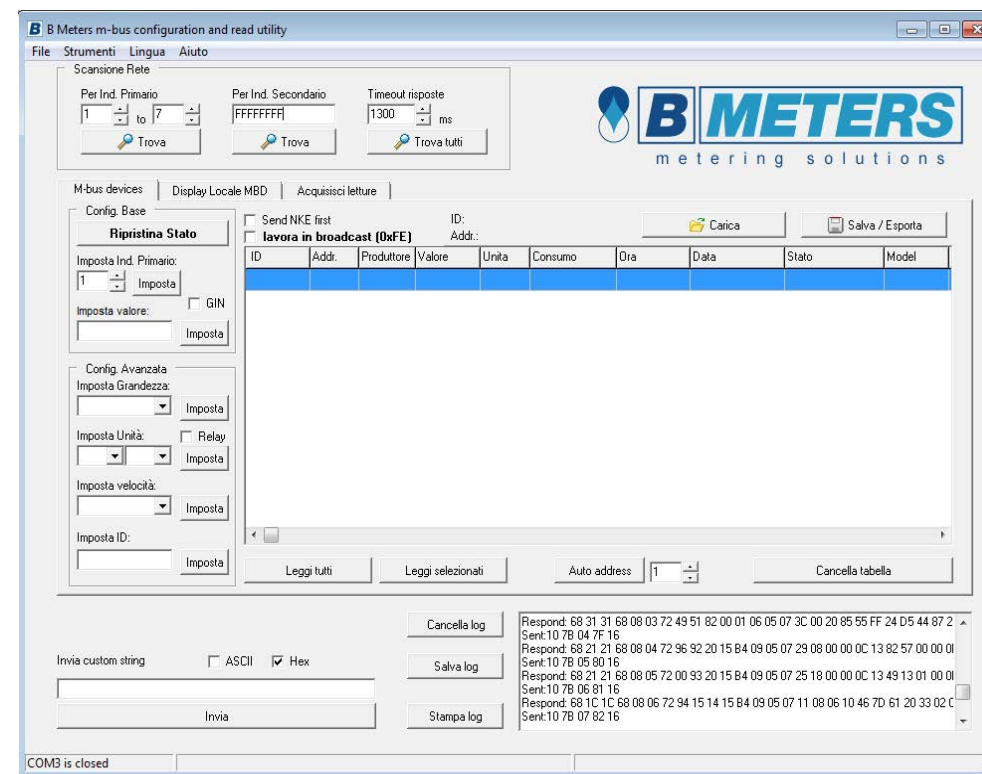 B Meters m-bus configuration and read utility
File Strumenti Lingua Aiuto
Scansione Rete
Per Ind. Primario Per Ind. Secondario Timeout risposte
1 to 7 FFFFFFFF 1300 ms
Trova Trova Trova tutti
B METERS
metering solutions
M-bus devices Display Locale MBD Acquisisci letture
Config. Base
Ripristina Stato
Send NKE first ID:
lavora in broadcast (0xFE) Addr.:
Carica Salva / Esporta
ID Addr. Produttore Valore Unita Consumo Ora Data Stato Model
Imposta Ind. Primario:
1 Imposta
GIN
Imposta valore:
Imposta
Config. Avanzata
Imposta Grandezza:
Imposta
Imposta Unità: Relay
Imposta
Imposta velocità:
Imposta
Imposta ID:
Imposta
Leggi tutti Leggi selezionati Auto address 1 Cancella tabella
Cancella log
Invia custom string ASCII Hex Salva log
Invia Stampa log
Respond: 68 31 31 68 08 03 72 49 51 82 00 01 06 05 07 3C 00 20 85 55 FF 24 D5 44 87 2
Sent:10 7B 04 7F 16
Respond: 68 21 21 68 08 04 72 96 92 20 15 B4 09 05 07 29 08 00 00 0C 13 82 57 00 00
Sent:10 7B 05 80 16
Respond: 68 21 21 68 08 05 72 00 93 20 15 B4 09 05 07 25 18 00 00 0C 13 49 13 01 00
Sent:10 7B 06 81 16
Respond: 68 1C 1C 68 08 06 72 94 15 14 15 B4 09 05 07 11 08 06 10 46 7D 61 20 33 02
Sent:10 7B 07 82 16
COM3 is closed